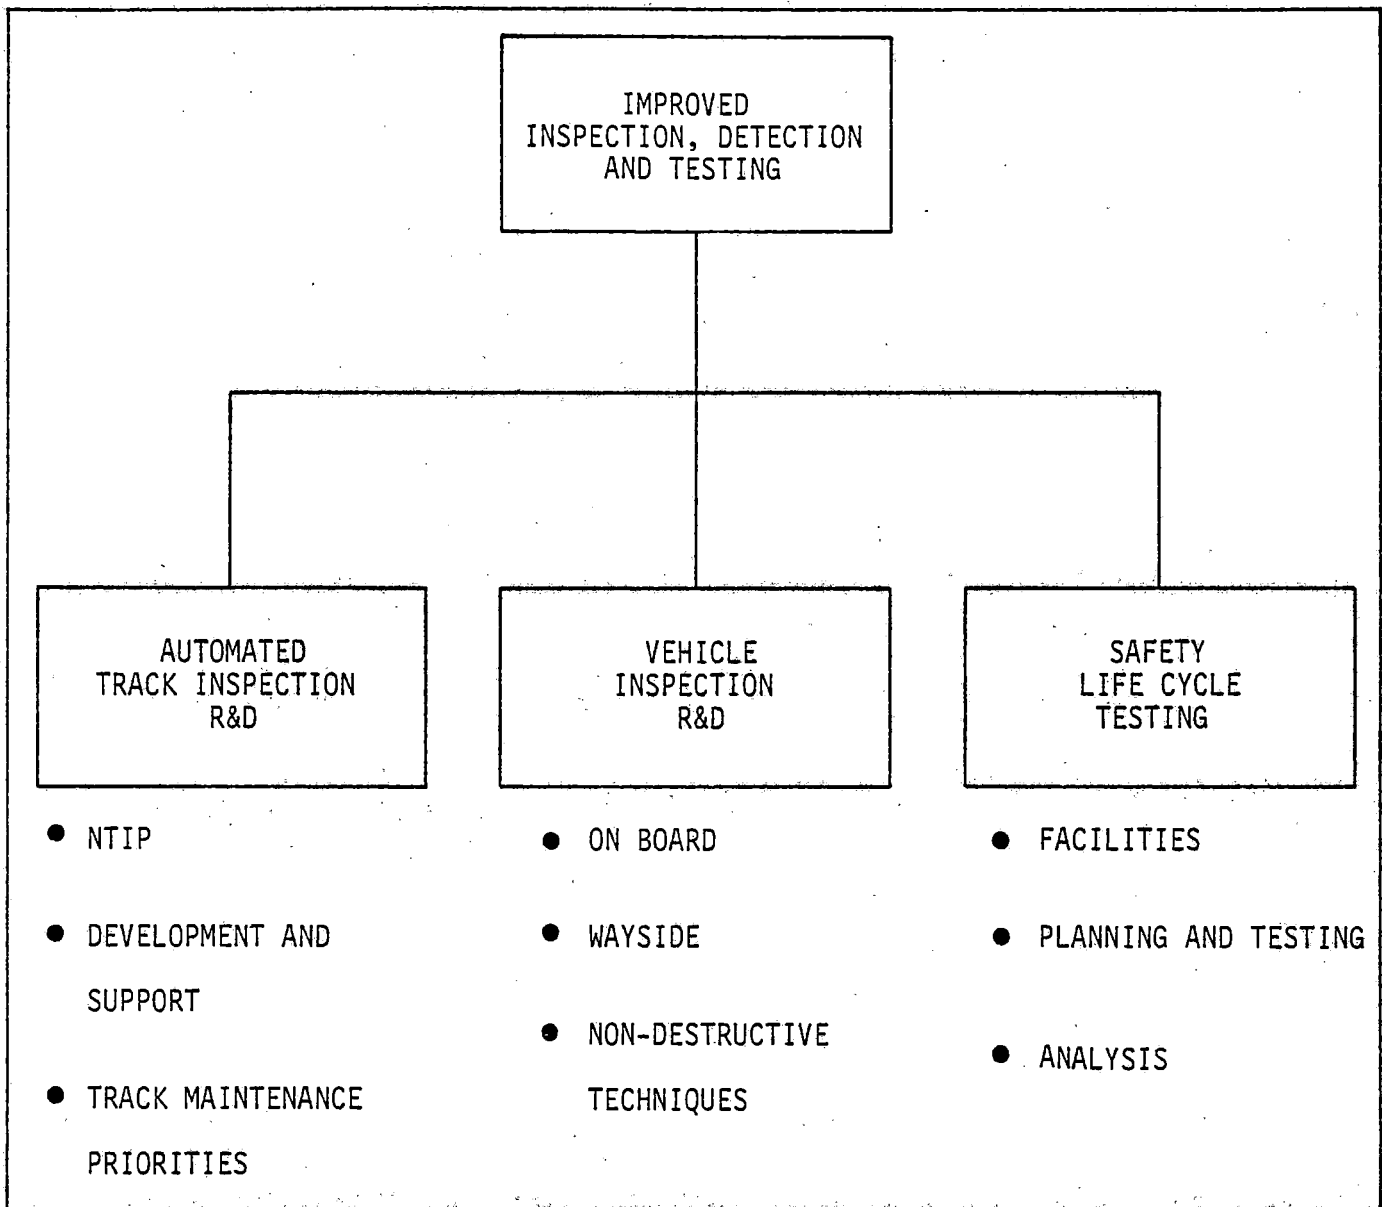 IMPROVED
INSPECTION, DETECTION
AND TESTING
AUTOMATED
TRACK INSPECTION
R&D
VEHICLE
INSPECTION
R&D
SAFETY
LIFE CYCLE
TESTING
● NTIP
● DEVELOPMENT AND
SUPPORT
● TRACK MAINTENANCE
PRIORITIES
● ON BOARD
● WAYSIDE
● NON-DESTRUCTIVE
TECHNIQUES
● FACILITIES
● PLANNING AND TESTING
● ANALYSIS